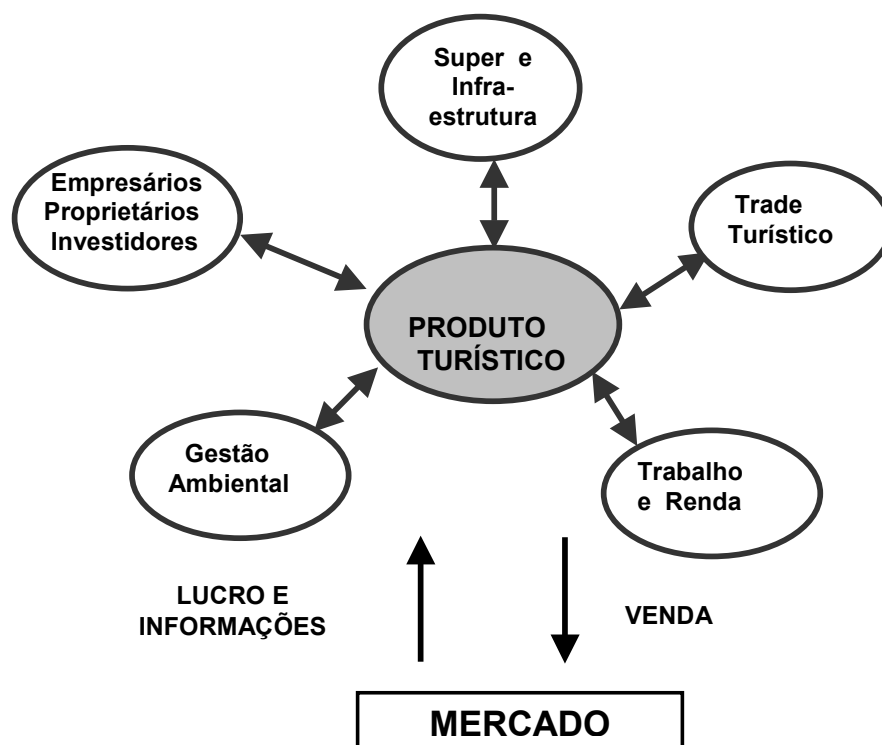 Super e
Infra-
estrutura
Empresários
Proprietários
Investidores
Trade
Turístico
PRODUTO
TURÍSTICO
Gestão
Ambiental
Trabalho
e Renda
LUCRO E
INFORMAÇÕES
VENDA
MERCADO